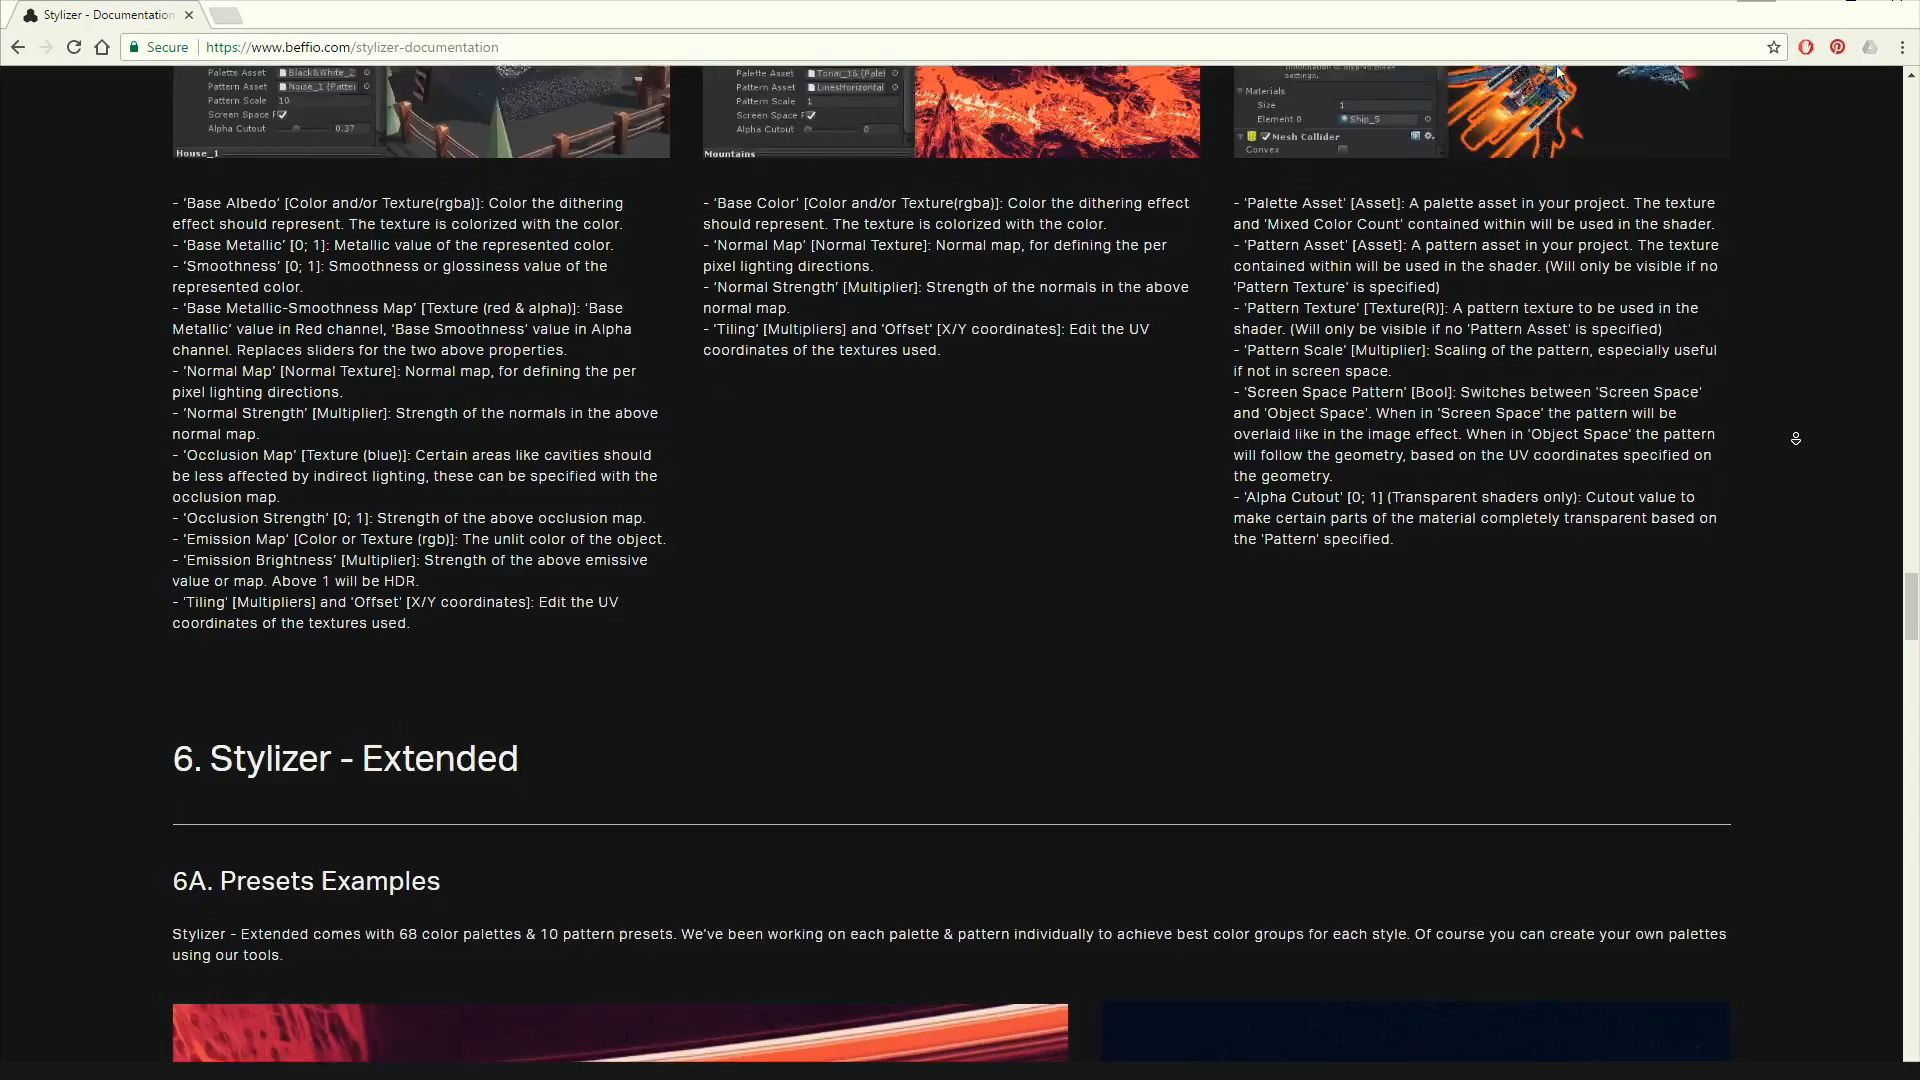 Stylizer - Documentation
Secure
https://www.beffio.com/stylizer-documentation
Palette Asset
Black&White_2
Pattern Asset
Noise_1 (Patter
Pattern Scale 10
Screen Space P
Alpha Cutout 0.37
House_1
Palette Asset
Tonal_16 (Palet
Pattern Asset
LinesHorizontal
Pattern Scale 1
Screen Space P
Alpha Cutout 0
Mountains
settings.
Materials
Size 1
Element 0 Ship_5
Mesh Collider
Convex
- ‘Base Albedo’ [Color and/or Texture(rgba)]: Color the dithering
effect should represent. The texture is colorized with the color.
- ‘Base Metallic’ [0; 1]: Metallic value of the represented color.
- ‘Smoothness’ [0; 1]: Smoothness or glossiness value of the
represented color.
- ‘Base Metallic-Smoothness Map’ [Texture (red & alpha)]: ‘Base
Metallic’ value in Red channel, ‘Base Smoothness’ value in Alpha
channel. Replaces sliders for the two above properties.
- ‘Normal Map’ [Normal Texture]: Normal map, for defining the per
pixel lighting directions.
- ‘Normal Strength’ [Multiplier]: Strength of the normals in the above
normal map.
- ‘Occlusion Map’ [Texture (blue)]: Certain areas like cavities should
be less affected by indirect lighting, these can be specified with the
occlusion map.
- ‘Occlusion Strength’ [0; 1]: Strength of the above occlusion map.
- ‘Emission Map’ [Color or Texture (rgb)]: The unlit color of the object.
- ‘Emission Brightness’ [Multiplier]: Strength of the above emissive
value or map. Above 1 will be HDR.
- 'Tiling' [Multipliers] and 'Offset' [X/Y coordinates]: Edit the UV
coordinates of the textures used.
- ‘Base Color’ [Color and/or Texture(rgba)]: Color the dithering effect
should represent. The texture is colorized with the color.
- ‘Normal Map’ [Normal Texture]: Normal map, for defining the per
pixel lighting directions.
- ‘Normal Strength’ [Multiplier]: Strength of the normals in the above
normal map.
- 'Tiling' [Multipliers] and 'Offset' [X/Y coordinates]: Edit the UV
coordinates of the textures used.
- 'Palette Asset' [Asset]: A palette asset in your project. The texture
and 'Mixed Color Count' contained within will be used in the shader.
- 'Pattern Asset' [Asset]: A pattern asset in your project. The texture
contained within will be used in the shader. (Will only be visible if no
'Pattern Texture' is specified)
- 'Pattern Texture' [Texture(R)]: A pattern texture to be used in the
shader. (Will only be visible if no 'Pattern Asset' is specified)
- 'Pattern Scale' [Multiplier]: Scaling of the pattern, especially useful
if not in screen space.
- 'Screen Space Pattern' [Bool]: Switches between 'Screen Space'
and 'Object Space'. When in 'Screen Space' the pattern will be
overlaid like in the image effect. When in 'Object Space' the pattern
will follow the geometry, based on the UV coordinates specified on
the geometry.
- 'Alpha Cutout' [0; 1] (Transparent shaders only): Cutout value to
make certain parts of the material completely transparent based on
the 'Pattern' specified.
6. Stylizer - Extended
6A. Presets Examples
Stylizer - Extended comes with 68 color palettes & 10 pattern presets. We've been working on each palette & pattern individually to achieve best color groups for each style. Of course you can create your own palettes
using our tools.